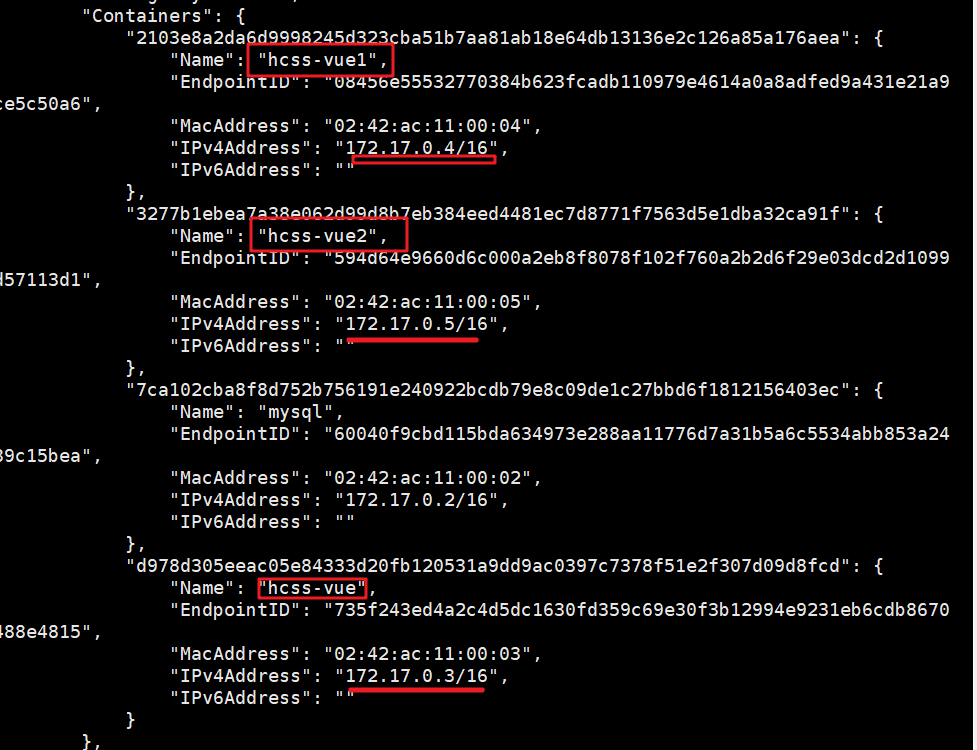 "Containers": {
"2103e8a2da6d9998245d323cba51b7aa81ab18e64db13136e2c126a85a176aea": {
"Name": "hcss-vue1",
"EndpointID": "08456e55532770384b623fcadb110979e4614a0a8adfed9a431e21a9
ce5c50a6",
"MacAddress": "02:42:ac:11:00:04",
"IPv4Address": "172.17.0.4/16",
"IPv6Address": ""
},
"3277b1ebea7a38e062d99d8b7eb384eed4481ec7d8771f7563d5e1dba32ca91f": {
"Name": "hcss-vue2",
"EndpointID": "594d64e9660d6c000a2eb8f8078f102f760a2b2d6f29e03dcd2d1099
d57113d1",
"MacAddress": "02:42:ac:11:00:05",
"IPv4Address": "172.17.0.5/16",
"IPv6Address": ""
},
"7ca102cba8f8d752b756191e240922bcdb79e8c09de1c27bbd6f1812156403ec": {
"Name": "mysql",
"EndpointID": "60040f9cbd115bda634973e288aa11776d7a31b5a6c5534abb853a24
39c15bea",
"MacAddress": "02:42:ac:11:00:02",
"IPv4Address": "172.17.0.2/16",
"IPv6Address": ""
},
"d978d305eeac05e84333d20fb120531a9dd9ac0397c7378f51e2f307d09d8fcd": {
"Name": "hcss-vue",
"EndpointID": "735f243ed4a2c4d5dc1630fd359c69e30f3b12994e9231eb6cdb8670
488e4815",
"MacAddress": "02:42:ac:11:00:03",
"IPv4Address": "172.17.0.3/16",
"IPv6Address": ""
}
},